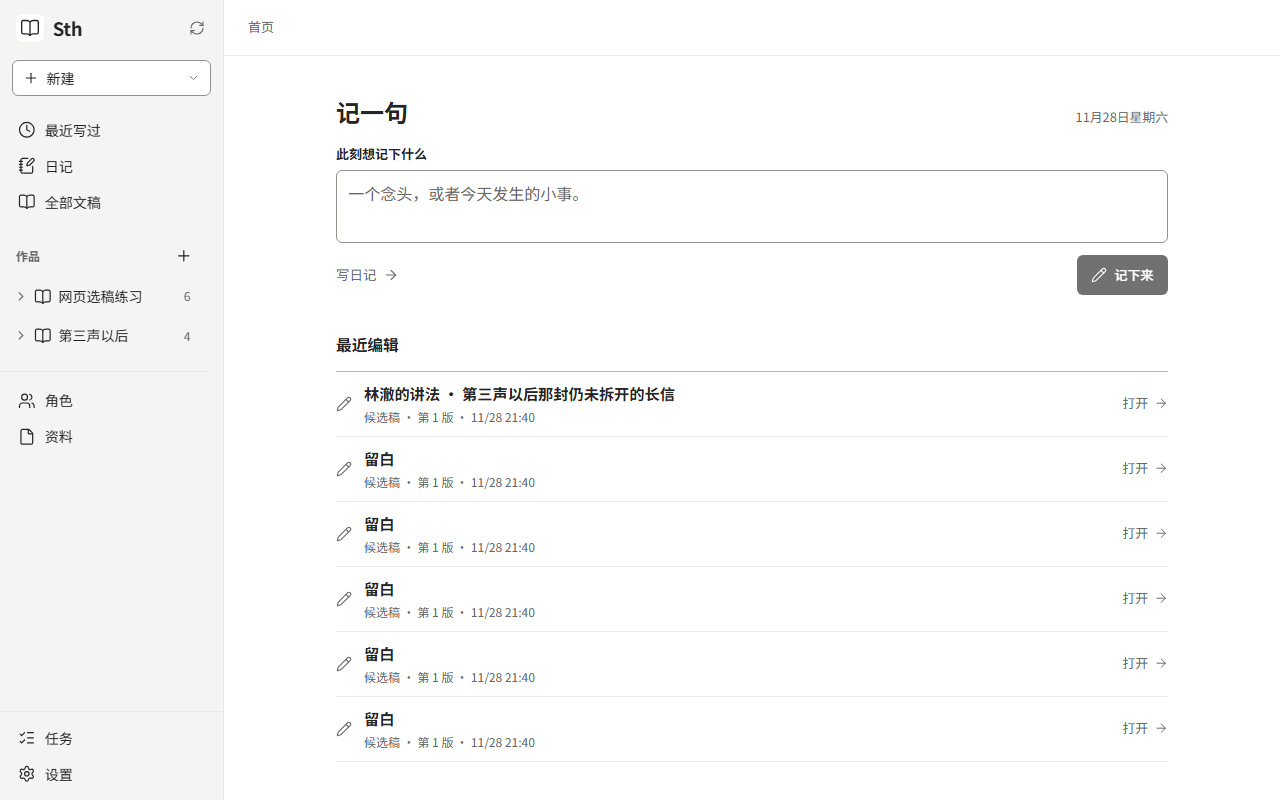 Sth
新建
最近写过
日记
全部文稿
作品
网页选稿练习 6
第三声以后 4
角色
资料
任务
设置
首页
记一句
11月28日星期六
此刻想记下什么
一个念头，或者今天发生的小事。
写日记
记下来
最近编辑
林澈的讲法 · 第三声以后那封仍未拆开的长信
候选稿 · 第 1 版 · 11/28 21:40
打开
留白
候选稿 · 第 1 版 · 11/28 21:40
打开
留白
候选稿 · 第 1 版 · 11/28 21:40
打开
留白
候选稿 · 第 1 版 · 11/28 21:40
打开
留白
候选稿 · 第 1 版 · 11/28 21:40
打开
留白
候选稿 · 第 1 版 · 11/28 21:40
打开